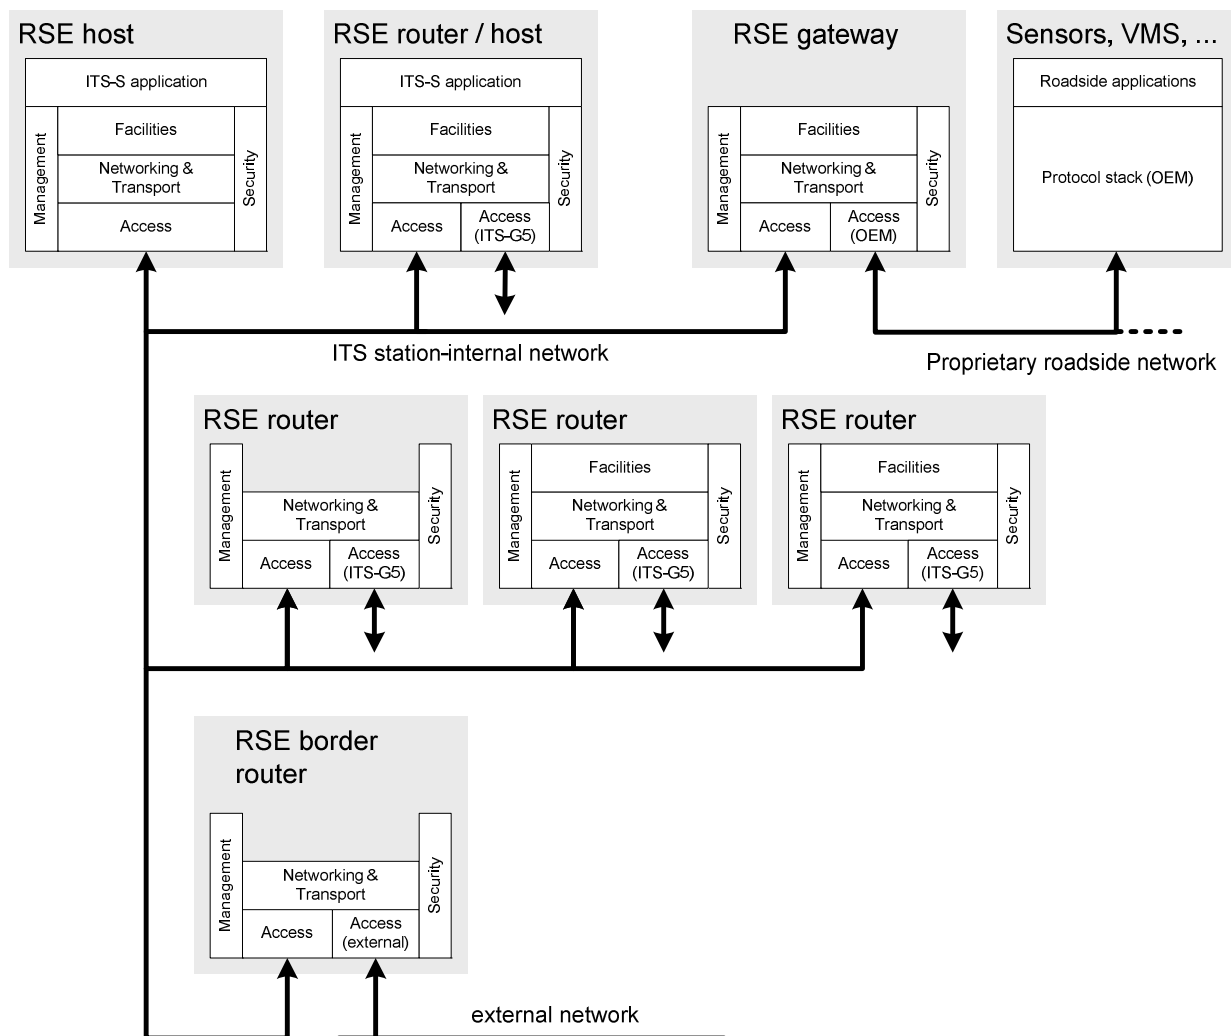 RSE host
ITS-S application
Management
Facilities
Networking &
Transport
Access
Security
RSE router / host
ITS-S application
Management
Facilities
Networking &
Transport
Access
Access
(ITS-G5)
Security
RSE gateway
Management
Facilities
Networking &
Transport
Access
Access
(OEM)
Security
Sensors, VMS, ...
Roadside applications
Protocol stack (OEM)
ITS station-internal network
Proprietary roadside network
RSE router
Management
Networking &
Transport
Access
Access
(ITS-G5)
Security
RSE router
Management
Facilities
Networking &
Transport
Access
Access
(ITS-G5)
Security
RSE router
Management
Facilities
Networking &
Transport
Access
Access
(ITS-G5)
Security
RSE border
router
Management
Networking &
Transport
Access
Access
(external)
Security
external network